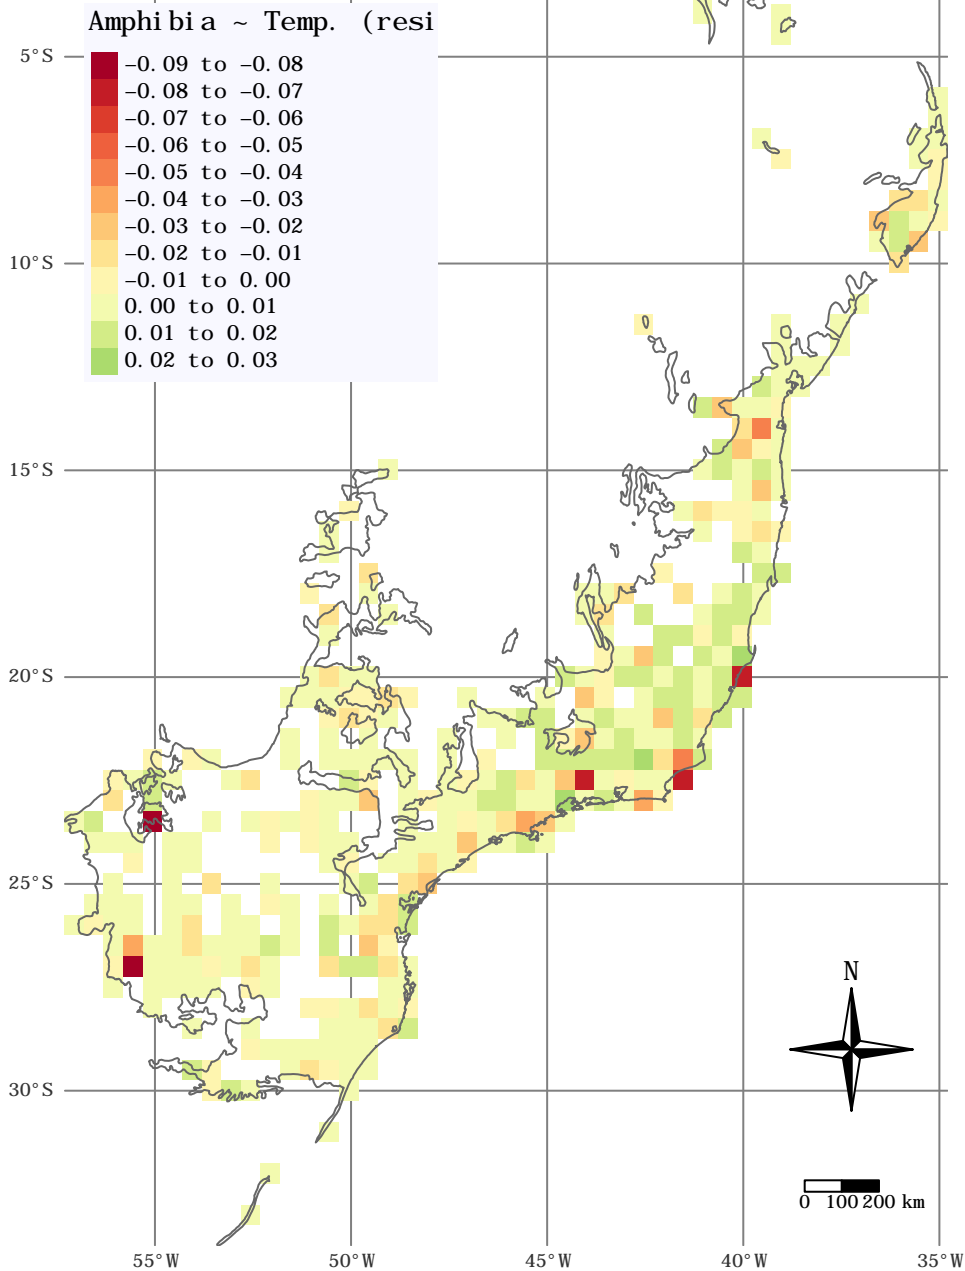 Amphibia ~ Temp. (resi
-0.09 to -0.08
-0.08 to -0.07
-0.07 to -0.06
-0.06 to -0.05
-0.05 to -0.04
-0.04 to -0.03
-0.03 to -0.02
-0.02 to -0.01
-0.01 to 0.00
0.00 to 0.01
0.01 to 0.02
0.02 to 0.03
5°S
10°S
15°S
20°S
25°S
30°S
N
0 100 200 km
55°W 50°W 45°W 40°W 35°W